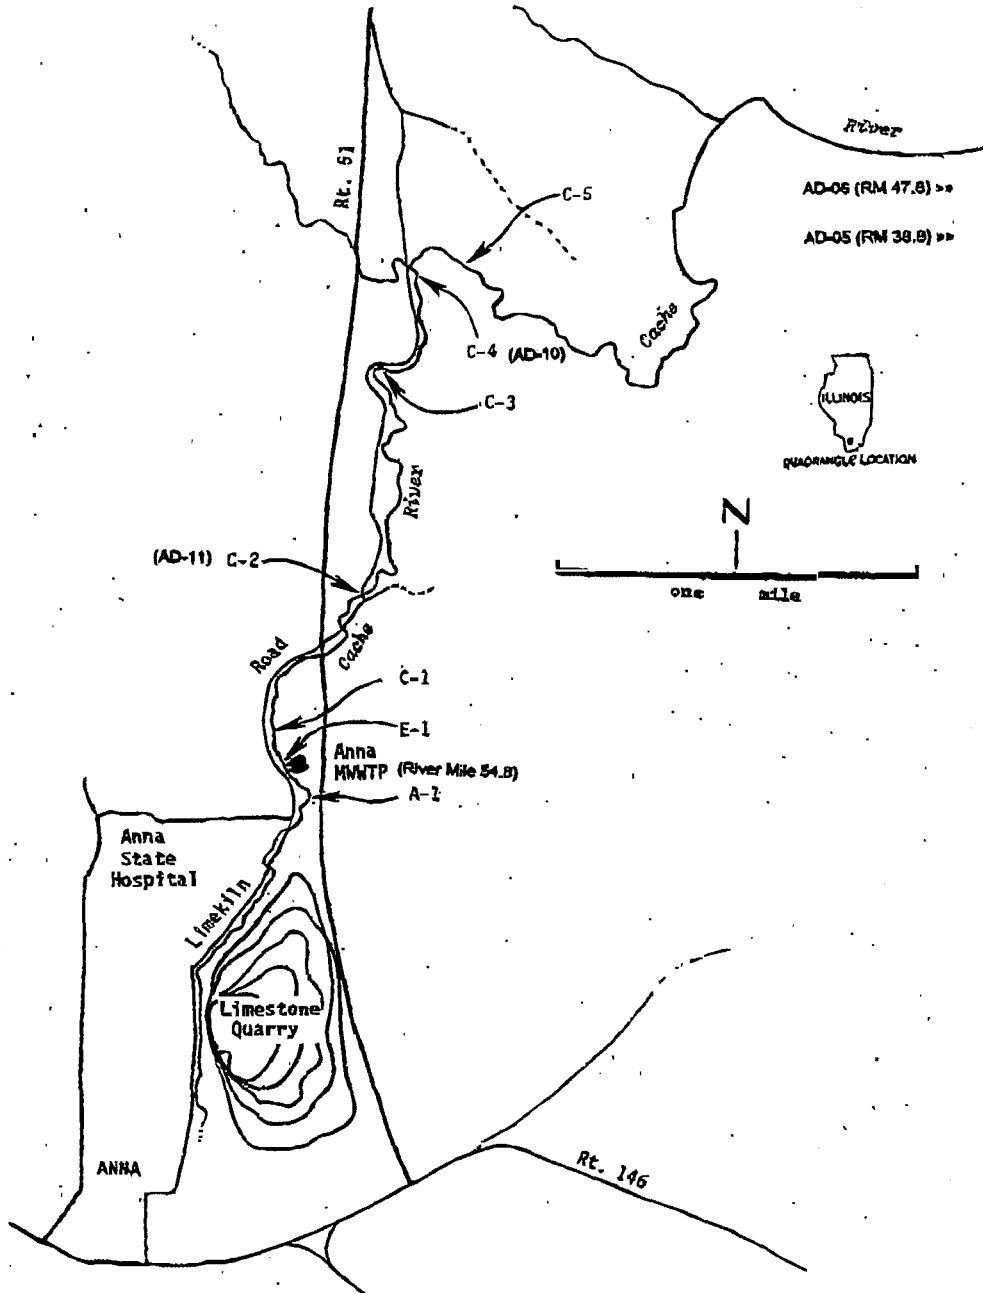 River
AD-06 (RM 47.8) >>
AD-05 (RM 38.8) >>
Rt. 51
C-5
Cache
C-4 (AD-10)
C-3
ILLINOIS
QUADRANGLE LOCATION
River
N
(AD-11) C-2
one mile
Road
Cache
C-1
E-1
Anna
MWWTP (River Mile 54.8)
A-1
Anna
State
Hospital
Limekiln
Limestone
Quarry
ANNA
Rt. 146